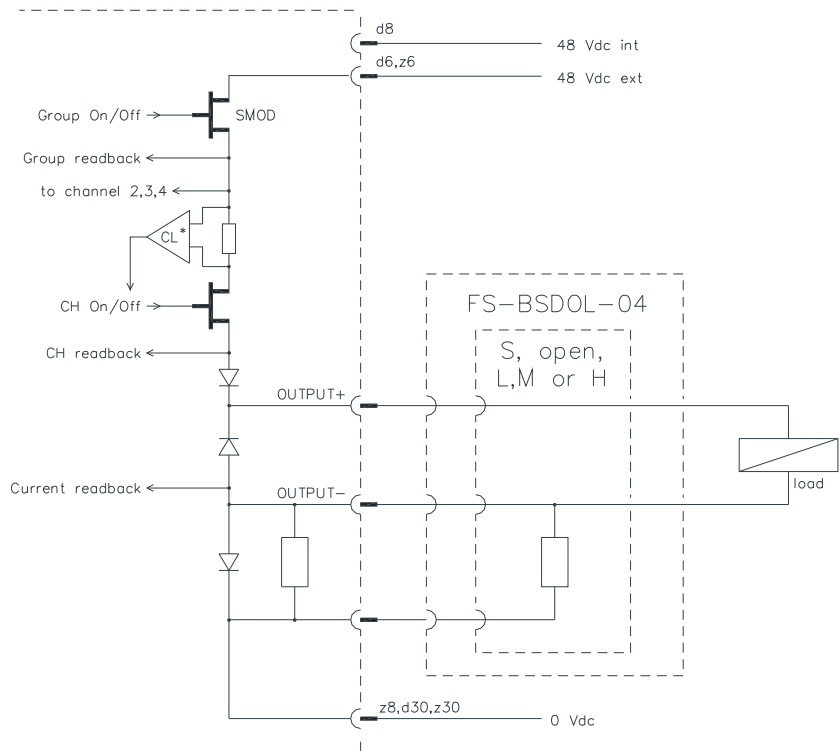 d8
48 Vdc int
d6,z6
48 Vdc ext
Group On/Off
SMOD
Group readback
to channel 2,3,4
CL*
CH On/Off
FS-BSDOL-04
CH readback
S, open,
L,M or H
OUTPUT+
load
Current readback
OUTPUT-
z8,d30,z30
0 Vdc